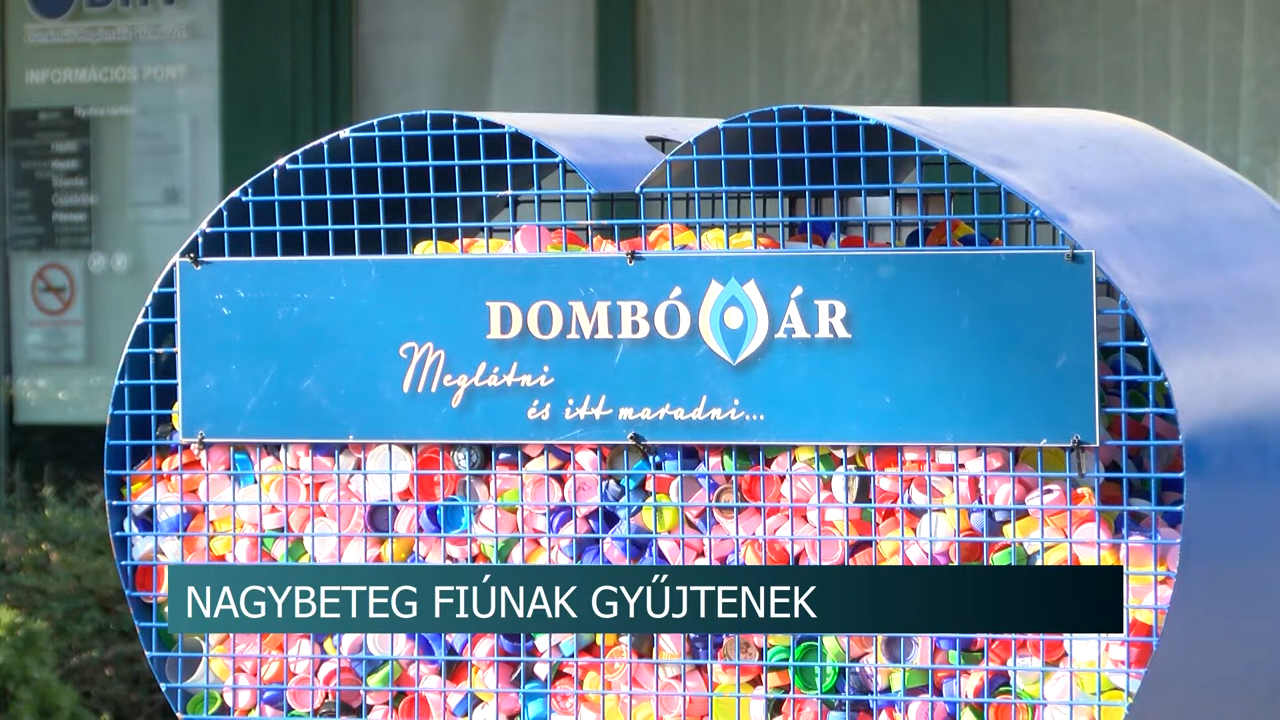 INFORMÁCIÓS PONT
DOMBÓVÁR
Meglátni
és itt maradni...
NAGYBETEG FIÚNAK GYŰJTENEK